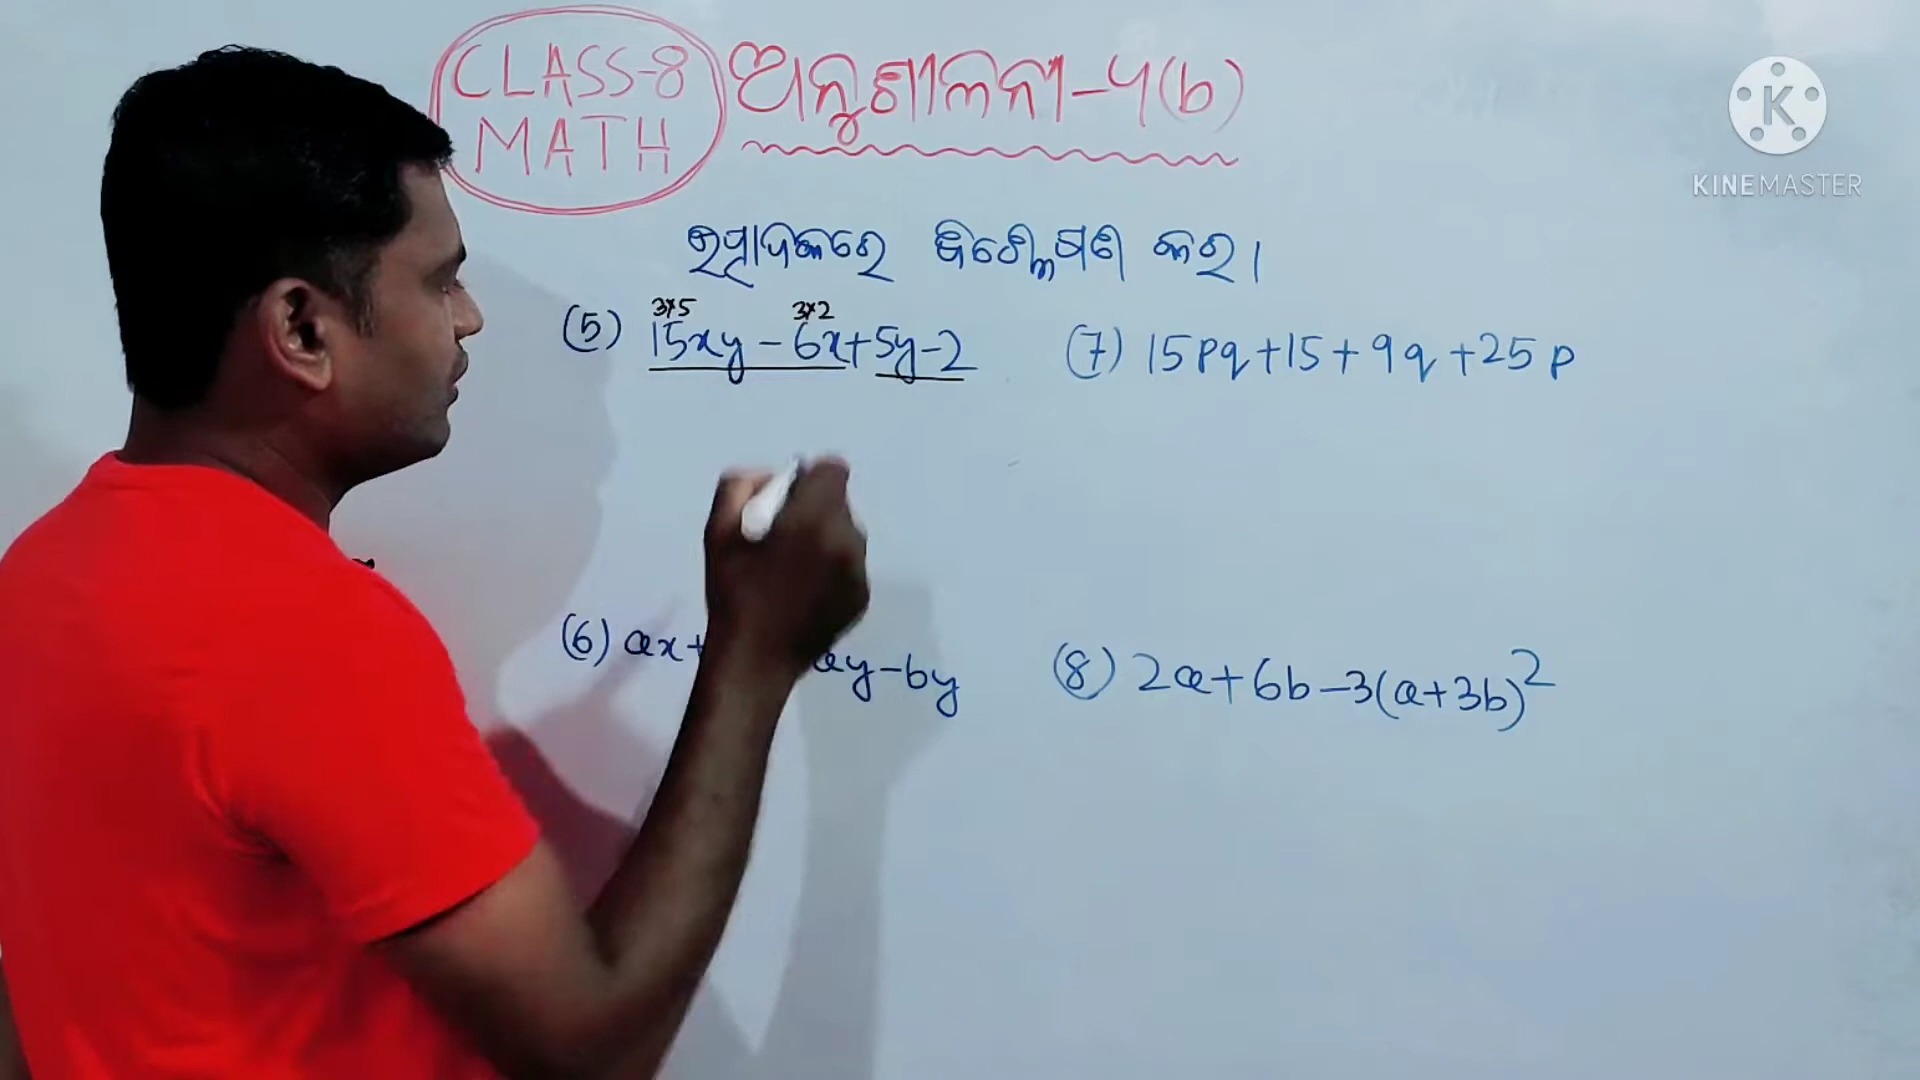 CLASS-8
MATH
ଅନୁଶୀଳନୀ-୪(b)
ଉତ୍ପାଦକରେ ବିଶ୍ଳେଷଣ କର।
3×5 3×2
(5) 15xy-6x+5y-2
(7) 15pq+15+9q+25p
(6) ax+ ay-by
(8) 2a+6b-3(a+3b)²
KINEMASTER